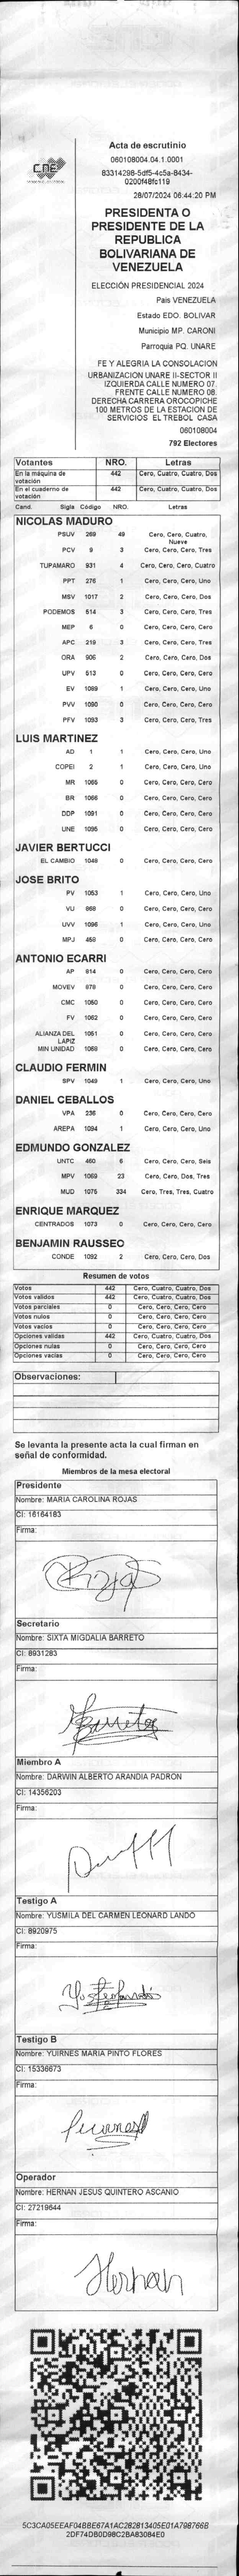 CNE
Acta de escrutinio
060108004.04.1.0001
83314298-5df5-4c5a-8434-
0200f48fc119
28/07/2024 06:44:20 PM
PRESIDENTA O
PRESIDENTE DE LA
REPUBLICA
BOLIVARIANA DE
VENEZUELA
ELECCIÓN PRESIDENCIAL 2024
Pais VENEZUELA
Estado EDO. BOLIVAR
Municipio MP. CARONI
Parroquia PQ. UNARE
FE Y ALEGRIA LA CONSOLACION
URBANIZACION UNARE II-SECTOR II
IZQUIERDA CALLE NUMERO 07.
FRENTE CALLE NUMERO 08.
DERECHA CARRERA OROCOPICHE
100 METROS DE LA ESTACION DE
SERVICIOS EL TREBOL CASA
060108004
792 Electores
Votantes NRO. Letras
En la máquina de votación 442 Cero, Cuatro, Cuatro, Dos
En el cuaderno de votación 442 Cero, Cuatro, Cuatro, Dos
Cand. Sigla Código NRO. Letras
NICOLAS MADURO
PSUV 269 49 Cero, Cero, Cuatro, Nueve
PCV 9 3 Cero, Cero, Cero, Tres
TUPAMARO 931 4 Cero, Cero, Cero, Cuatro
PPT 276 1 Cero, Cero, Cero, Uno
MSV 1017 2 Cero, Cero, Cero, Dos
PODEMOS 514 3 Cero, Cero, Cero, Tres
MEP 6 0 Cero, Cero, Cero, Cero
APC 219 3 Cero, Cero, Cero, Tres
ORA 906 2 Cero, Cero, Cero, Dos
UPV 513 0 Cero, Cero, Cero, Cero
EV 1089 1 Cero, Cero, Cero, Uno
PVV 1090 0 Cero, Cero, Cero, Cero
PFV 1093 3 Cero, Cero, Cero, Tres
LUIS MARTINEZ
AD 1 1 Cero, Cero, Cero, Uno
COPEI 2 1 Cero, Cero, Cero, Uno
MR 1065 0 Cero, Cero, Cero, Cero
BR 1066 0 Cero, Cero, Cero, Cero
DDP 1091 0 Cero, Cero, Cero, Cero
UNE 1095 0 Cero, Cero, Cero, Cero
JAVIER BERTUCCI
EL CAMBIO 1048 0 Cero, Cero, Cero, Cero
JOSE BRITO
PV 1053 1 Cero, Cero, Cero, Uno
VU 868 0 Cero, Cero, Cero, Cero
UVV 1096 1 Cero, Cero, Cero, Uno
MPJ 458 0 Cero, Cero, Cero, Cero
ANTONIO ECARRI
AP 814 0 Cero, Cero, Cero, Cero
MOVEV 878 0 Cero, Cero, Cero, Cero
CMC 1050 0 Cero, Cero, Cero, Cero
FV 1062 0 Cero, Cero, Cero, Cero
ALIANZA DEL LAPIZ 1051 0 Cero, Cero, Cero, Cero
MIN UNIDAD 1068 0 Cero, Cero, Cero, Cero
CLAUDIO FERMIN
SPV 1049 1 Cero, Cero, Cero, Uno
DANIEL CEBALLOS
VPA 236 0 Cero, Cero, Cero, Cero
AREPA 1094 1 Cero, Cero, Cero, Uno
EDMUNDO GONZALEZ
UNTC 460 6 Cero, Cero, Cero, Seis
MPV 1069 23 Cero, Cero, Dos, Tres
MUD 1075 334 Cero, Tres, Tres, Cuatro
ENRIQUE MARQUEZ
CENTRADOS 1073 0 Cero, Cero, Cero, Cero
BENJAMIN RAUSSEO
CONDE 1092 2 Cero, Cero, Cero, Dos
Resumen de votos
Votos 442 Cero, Cuatro, Cuatro, Dos
Votos validos 442 Cero, Cuatro, Cuatro, Dos
Votos parciales 0 Cero, Cero, Cero, Cero
Votos nulos 0 Cero, Cero, Cero, Cero
Votos vacios 0 Cero, Cero, Cero, Cero
Opciones validas 442 Cero, Cuatro, Cuatro, Dos
Opciones nulas 0 Cero, Cero, Cero, Cero
Opciones vacias 0 Cero, Cero, Cero, Cero
Observaciones:
Se levanta la presente acta la cual firman en
señal de conformidad.
Miembros de la mesa electoral
Presidente
Nombre: MARIA CAROLINA ROJAS
CI: 16164163
Firma:
Secretario
Nombre: SIXTA MIGDALIA BARRETO
CI: 8931283
Firma:
Barreto
Miembro A
Nombre: DARWIN ALBERTO ARANDIA PADRON
CI: 14356203
Firma:
Testigo A
Nombre: YUSMILA DEL CARMEN LEONARD LANDO
CI: 8920975
Firma:
Testigo B
Nombre: YUIRNES MARIA PINTO FLORES
CI: 15336673
Firma:
Operador
Nombre: HERNAN JESUS QUINTERO ASCANIO
CI: 27219644
Firma:
Hernan
5C3CA05EEAF04BBE67A1AC282813405E01A798766B
2DF74DB0D98C2BA83084E0